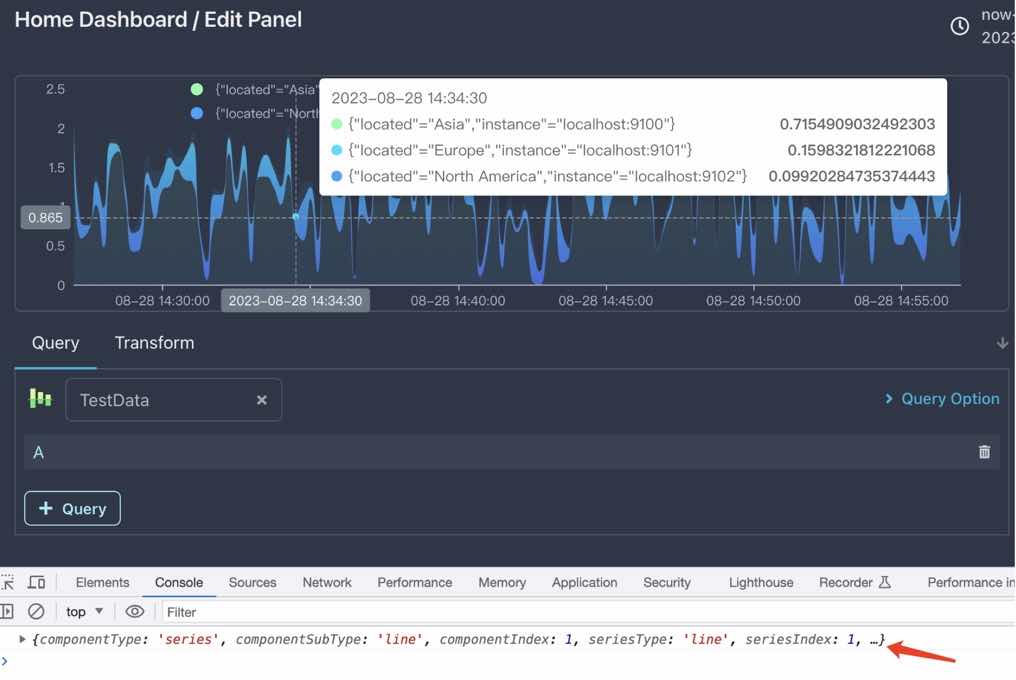 Home Dashboard / Edit Panel
now-
2023
2.5
{"located"="Asia"
{"located"="North
2
1.5
1
0.865
0.5
0
2023-08-28 14:34:30
{"located"="Asia","instance"="localhost:9100"} 0.7154909032492303
{"located"="Europe","instance"="localhost:9101"} 0.1598321812221068
{"located"="North America","instance"="localhost:9102"} 0.09920284735374443
08-28 14:30:00 2023-08-28 14:34:30 08-28 14:40:00 08-28 14:45:00 08-28 14:50:00 08-28 14:55:00
Query Transform
TestData
Query Option
A
+ Query
Elements Console Sources Network Performance Memory Application Security Lighthouse Recorder Performance in
top Filter
{componentType: 'series', componentSubType: 'line', componentIndex: 1, seriesType: 'line', seriesIndex: 1, …}